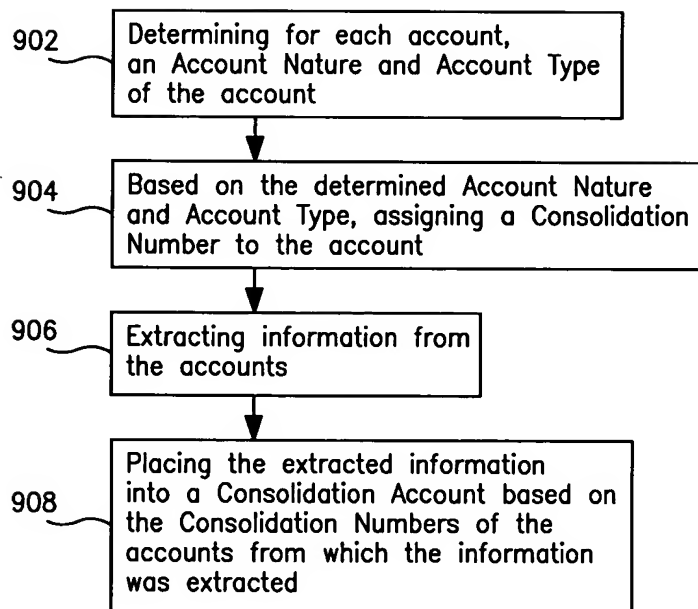 902
Determining for each account,
an Account Nature and Account Type
of the account
904
Based on the determined Account Nature
and Account Type, assigning a Consolidation
Number to the account
906
Extracting information from
the accounts
908
Placing the extracted information
into a Consolidation Account based on
the Consolidation Numbers of the
accounts from which the information
was extracted